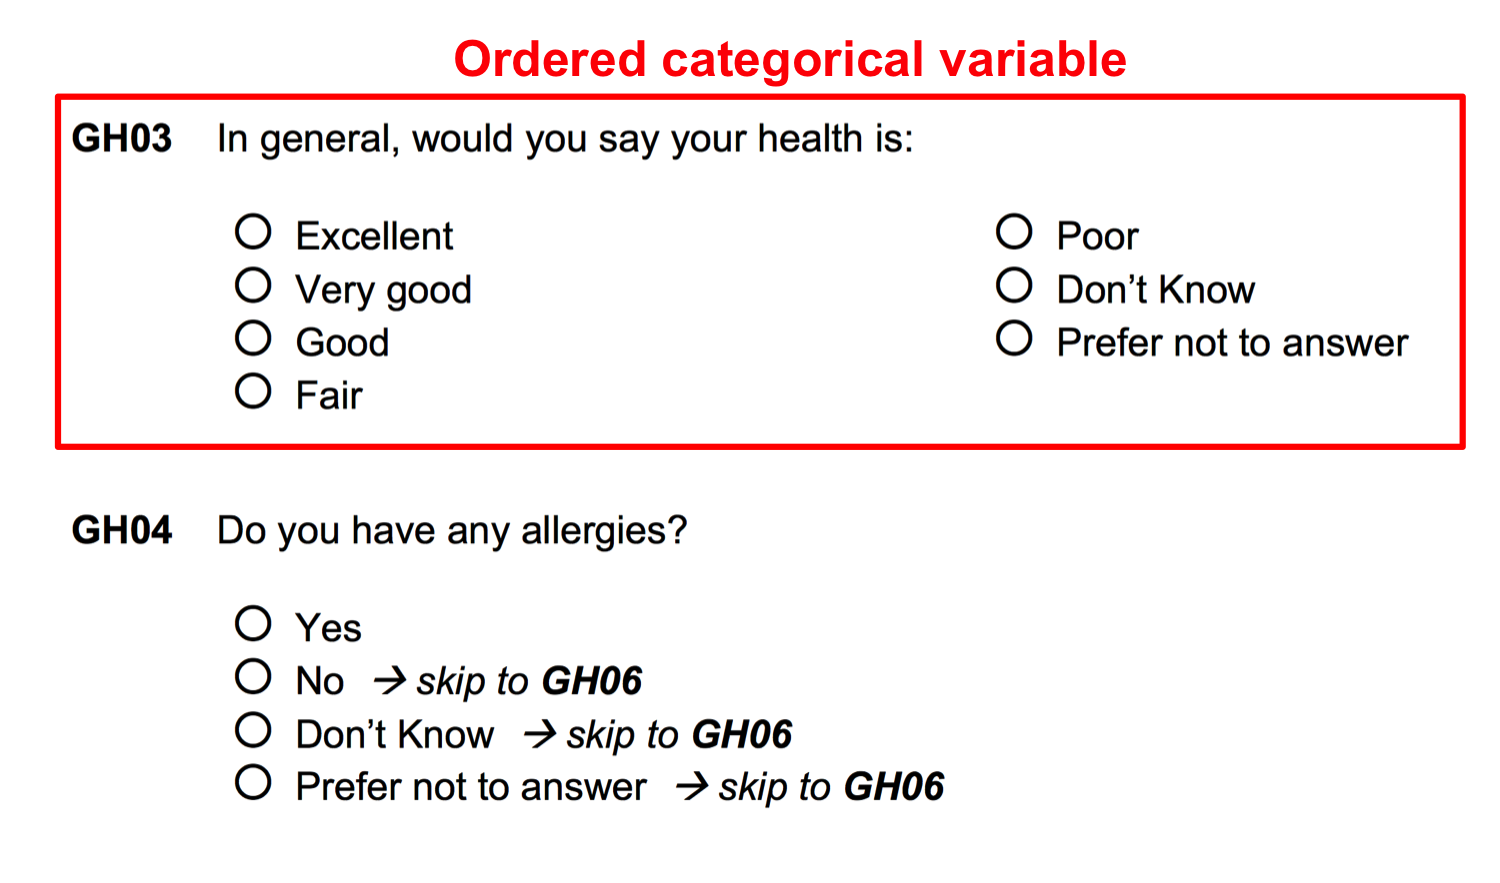 Ordered categorical variable
GH03 In general, would you say your health is:
Excellent
Very good
Good
Fair
Poor
Don’t Know
Prefer not to answer
GH04 Do you have any allergies?
Yes
No → skip to GH06
Don’t Know → skip to GH06
Prefer not to answer → skip to GH06